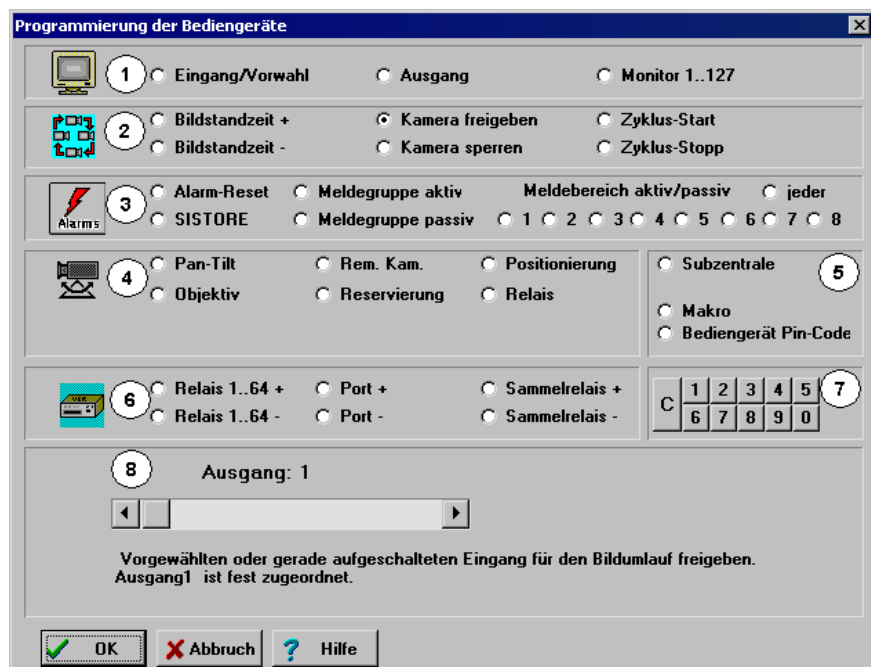 Programmierung der Bediengeräte
1 Eingang/Vorwahl Ausgang Monitor 1..127
2 Bildstandzeit + Kamera freigeben Zyklus-Start
Bildstandzeit - Kamera sperren Zyklus-Stopp
3 Alarm-Reset Meldegruppe aktiv Meldebereich aktiv/passiv jeder
Alarms SISTORE Meldegruppe passiv 1 2 3 4 5 6 7 8
4 Pan-Tilt Rem. Kam. Positionierung
Objektiv Reservierung Relais
Subzentrale 5
Makro
Bediengerät Pin-Code
6 Relais 1..64 + Port + Sammelrelais +
VCR Relais 1..64 - Port - Sammelrelais -
C 1 2 3 4 5 7
6 7 8 9 0
8 Ausgang: 1
Vorgewählten oder gerade aufgeschalteten Eingang für den Bildumlauf freigeben.
Ausgang1 ist fest zugeordnet.
OK Abbruch ? Hilfe